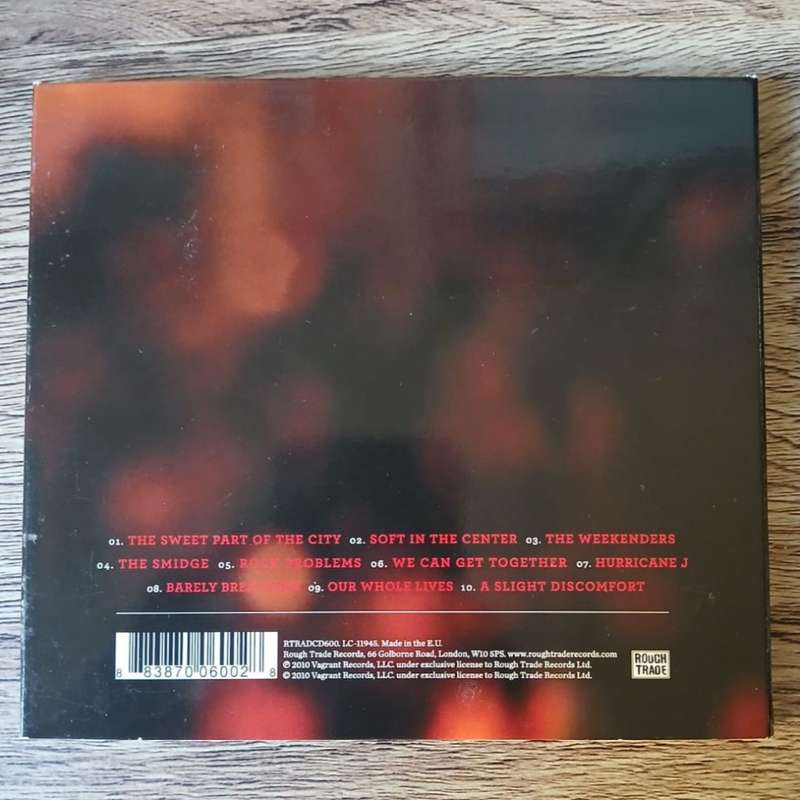 01. THE SWEET PART OF THE CITY 02. SOFT IN THE CENTER 03. THE WEEKENDERS
04. THE SMIDGE 05. ROCK PROBLEMS 06. WE CAN GET TOGETHER 07. HURRICANE J
08. BARELY BREATHING 09. OUR WHOLE LIVES 10. A SLIGHT DISCOMFORT
RTRADCD600. LC-11945. Made in the E.U.
Rough Trade Records, 66 Golborne Road, London, W10 5PS. www.roughtraderecords.com
℗ 2010 Vagrant Records, LLC. under exclusive license to Rough Trade Records Ltd.
© 2010 Vagrant Records, LLC. under exclusive license to Rough Trade Records Ltd.
8 83870 06002 8
ROUGH
TRADE